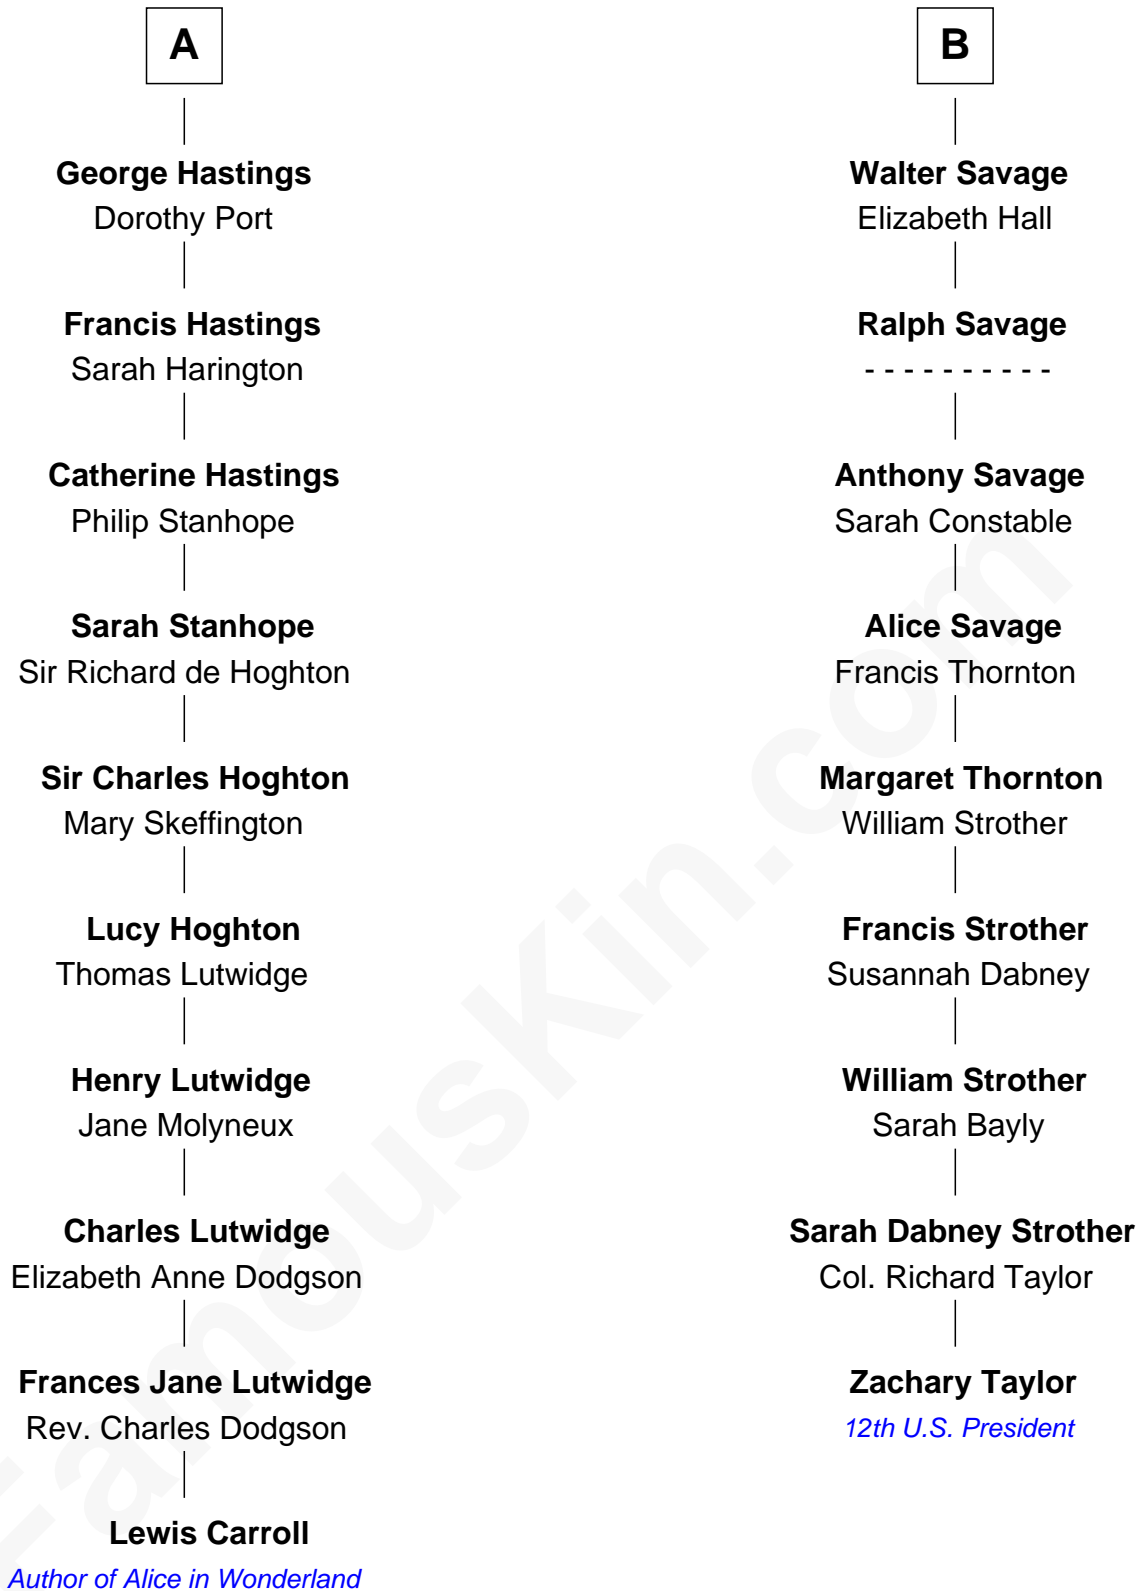 A
George Hastings
Dorothy Port
Francis Hastings
Sarah Harington
Catherine Hastings
Philip Stanhope
Sarah Stanhope
Sir Richard de Hoghton
Sir Charles Hoghton
Mary Skeffington
Lucy Hoghton
Thomas Lutwidge
Henry Lutwidge
Jane Molyneux
Charles Lutwidge
Elizabeth Anne Dodgson
Frances Jane Lutwidge
Rev. Charles Dodgson
Lewis Carroll
Author of Alice in Wonderland
B
Walter Savage
Elizabeth Hall
Ralph Savage
- - - - - - - - - -
Anthony Savage
Sarah Constable
Alice Savage
Francis Thornton
Margaret Thornton
William Strother
Francis Strother
Susannah Dabney
William Strother
Sarah Bayly
Sarah Dabney Strother
Col. Richard Taylor
Zachary Taylor
12th U.S. President
FamousKin.com